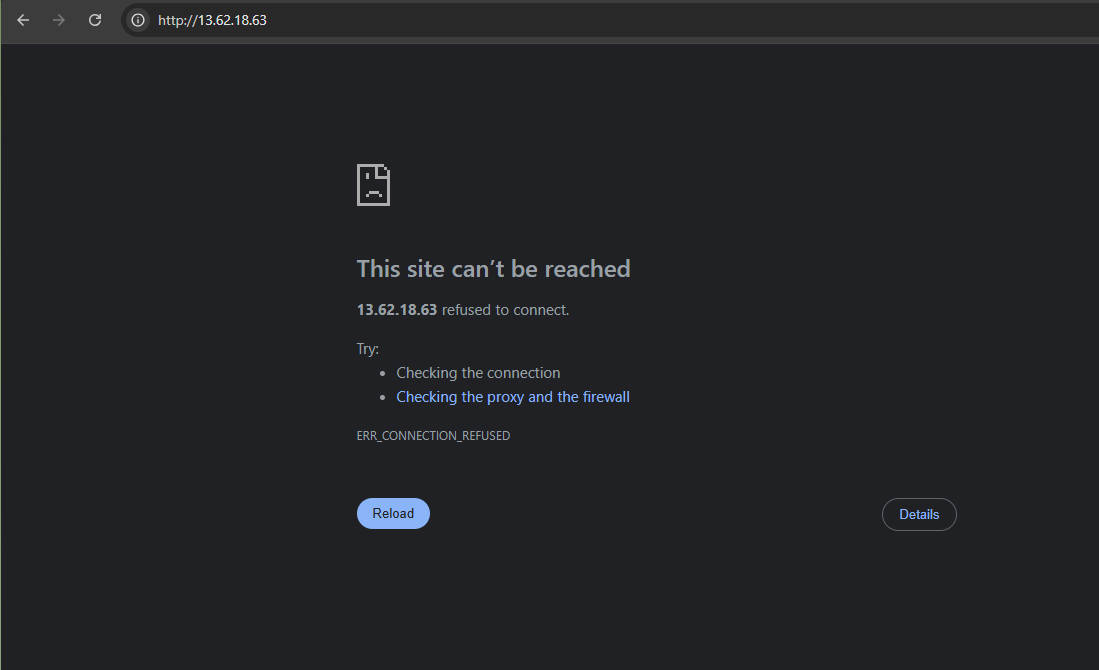 http://13.62.18.63
This site can’t be reached
13.62.18.63 refused to connect.
Try:
• Checking the connection
• Checking the proxy and the firewall
ERR_CONNECTION_REFUSED
Reload
Details